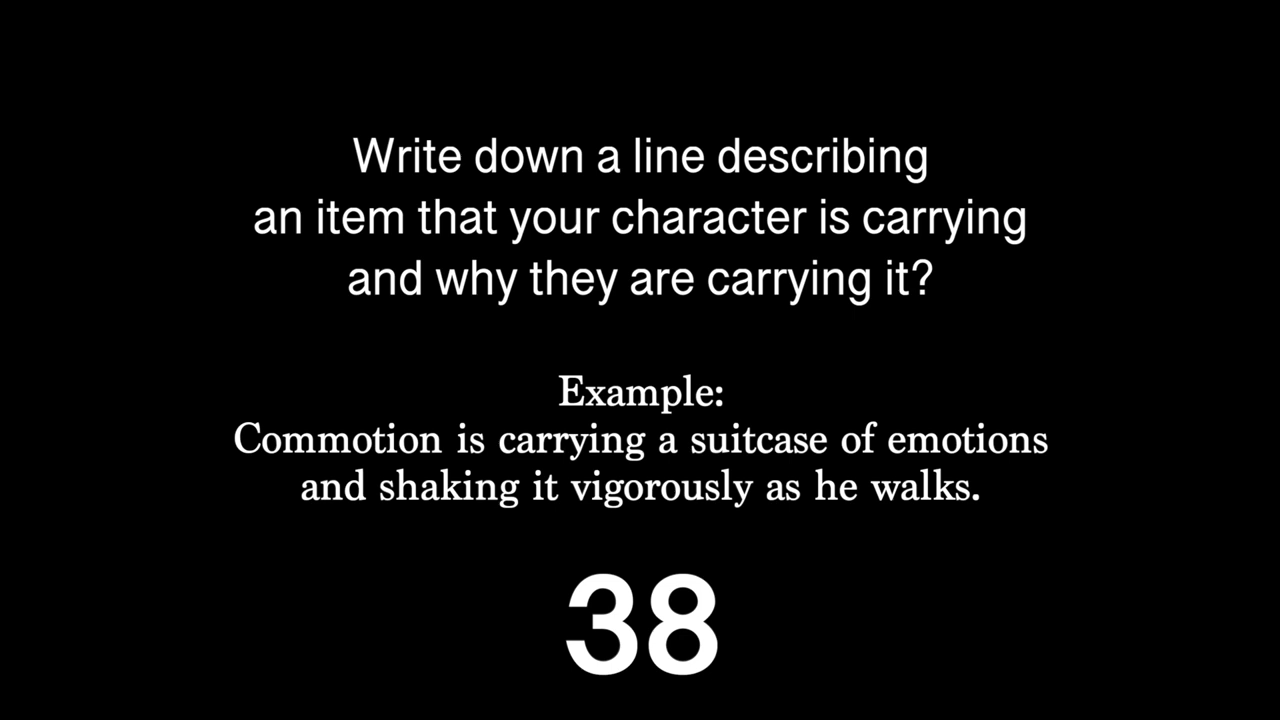 Write down a line describing
an item that your character is carrying
and why they are carrying it?
Example:
Commotion is carrying a suitcase of emotions
and shaking it vigorously as he walks.
38